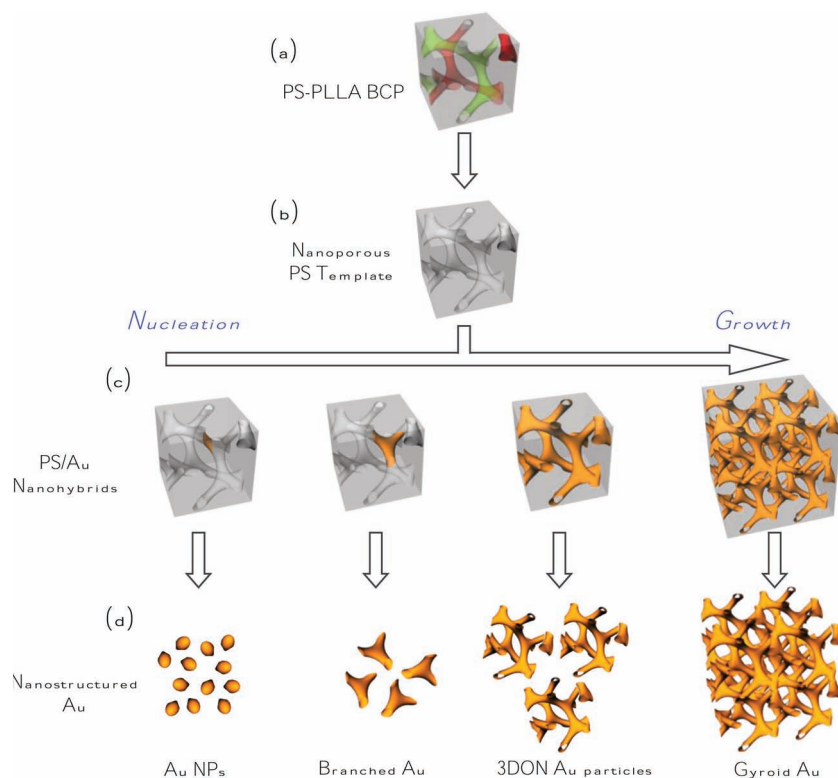 (a)
PS-PLLA BCP
(b)
Nanoporous
PS Template
Nucleation
Growth
(c)
PS/Au
Nanohybrids
(d)
Nanostructured
Au
Au NPs
Branched Au
3DON Au particles
Gyroid Au